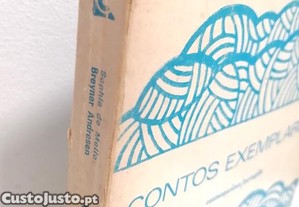 Sophia de Mello
Breyner Andresen
CONTOS EXEMPLARES
CustoJusto.pt